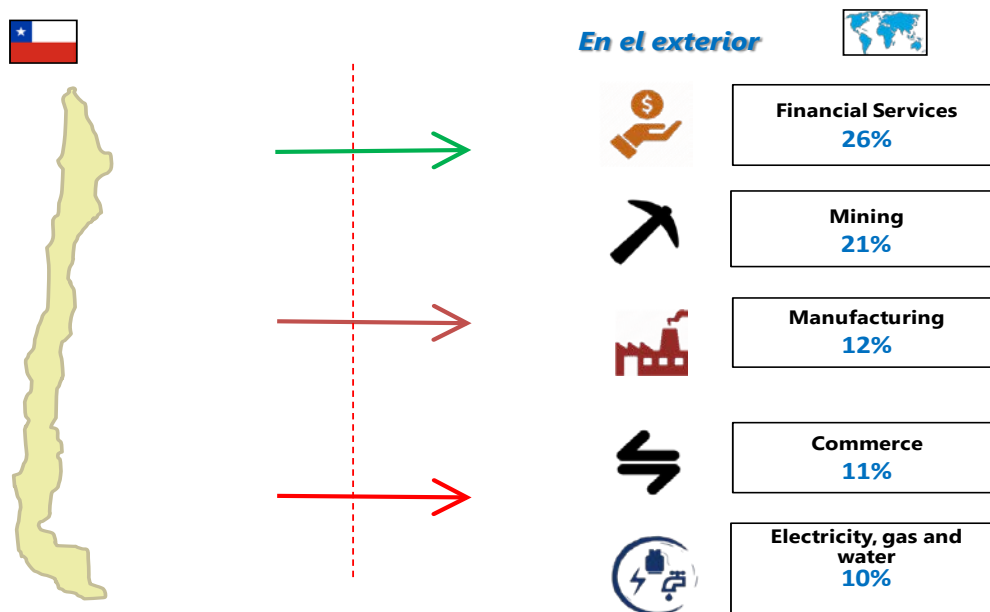 En el exterior
$
Financial Services
26%
Mining
21%
Manufacturing
12%
Commerce
11%
Electricity, gas and
water
10%